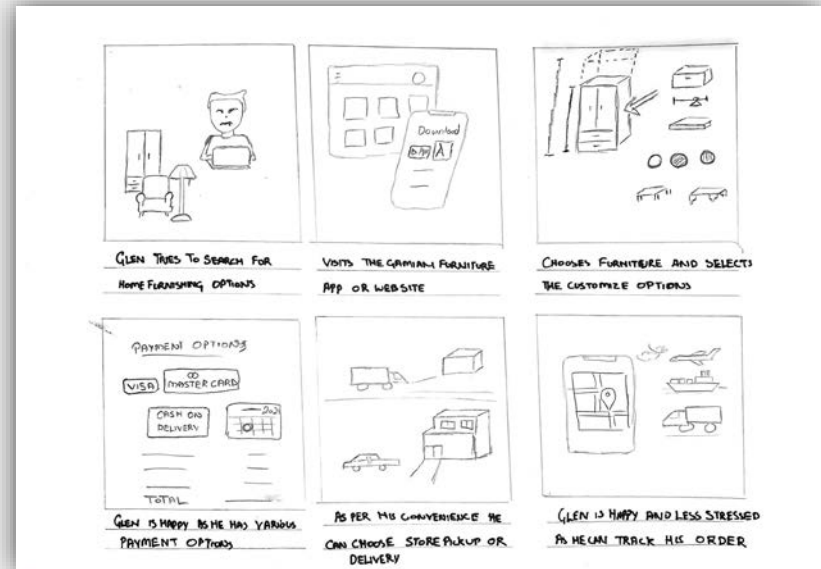 GLEN TRIES TO SEARCH FOR
HOME FURNISHING OPTIONS
Download
VISITS THE GAMIAM FURNITURE
APP OR WEBSITE
CHOOSES FURNITURE AND SELECTS
THE CUSTOMIZE OPTIONS
PAYMENT OPTIONS
VISA
MASTER CARD
CASH ON
DELIVERY
TOTAL
GLEN IS HAPPY AS HE HAS VARIOUS
PAYMENT OPTIONS
AS PER HIS CONVENIENCE HE
CAN CHOOSE STORE PICKUP OR
DELIVERY
GLEN IS HAPPY AND LESS STRESSED
AS HE CAN TRACK HIS ORDER